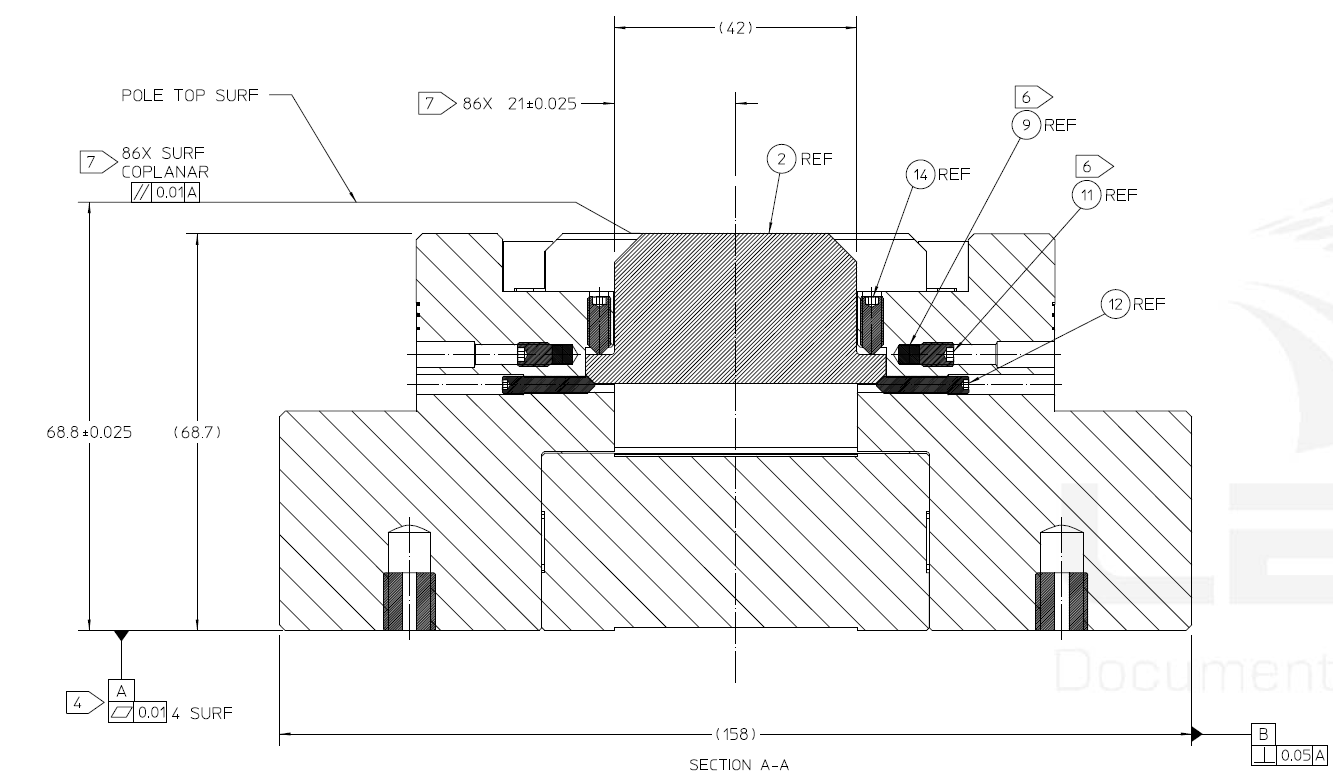 (42)
POLE TOP SURF
7 86X 21±0.025
6
9 REF
7 86X SURF
COPLANAR
// 0.01 A
2 REF
14 REF
6
11 REF
12 REF
68.8±0.025
(68.7)
A
4 ⏥ 0.01 4 SURF
(158)
B
⊥ 0.05 A
SECTION A-A
Document